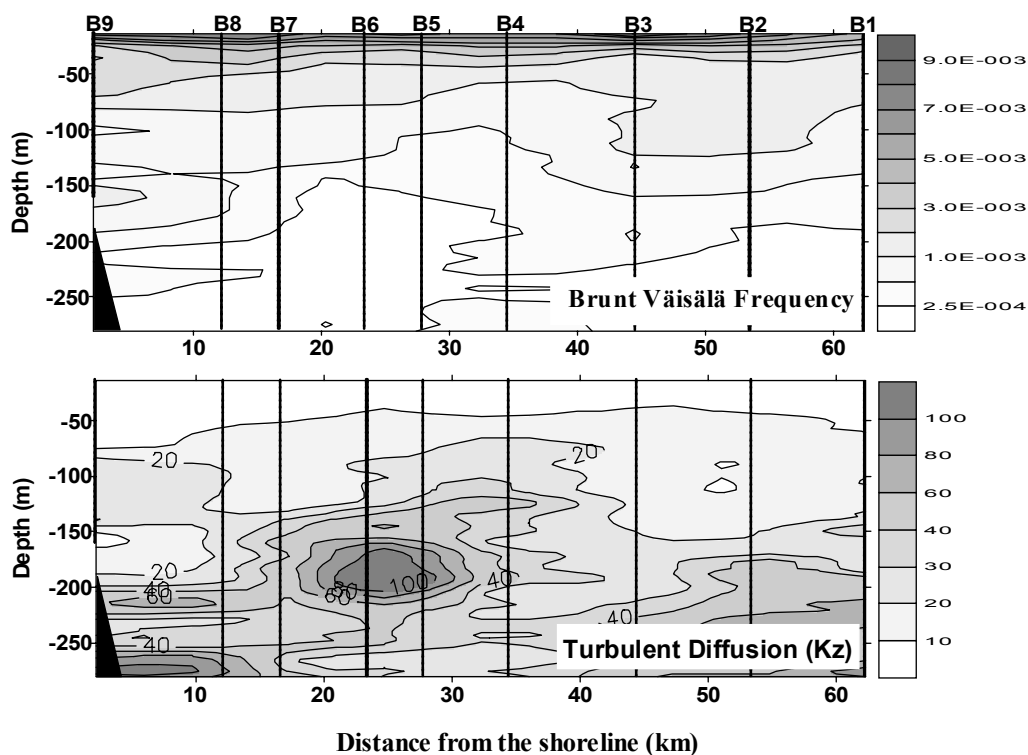 B9 B8 B7 B6 B5 B4 B3 B2 B1
Depth (m)
-50
-100
-150
-200
-250
10 20 30 40 50 60
Brunt Väisälä Frequency
9.0E-003
7.0E-003
5.0E-003
3.0E-003
1.0E-003
2.5E-004
Depth (m)
-50
-100
-150
-200
-250
20
20
20
40
60
40
100
40
40
10 20 30 40 50 60
Turbulent Diffusion (Kz)
100
80
60
40
30
20
10
Distance from the shoreline (km)